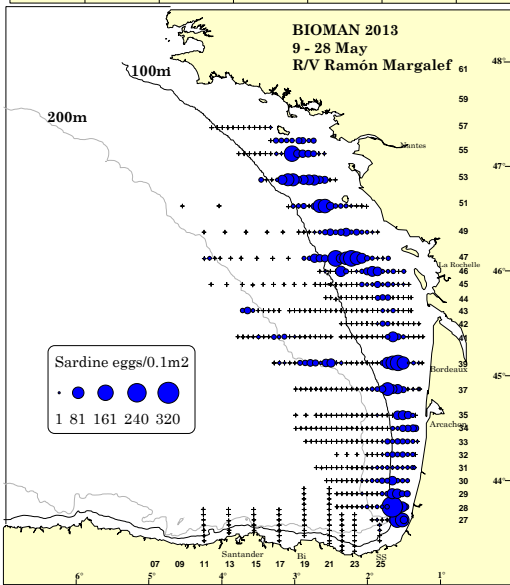 BIOMAN 2013
9 - 28 May
R/V Ramón Margalef
100m
200m
61
59
57
55
53
51
49
47
46
45
44
43
42
41
39
37
35
34
33
32
31
30
29
28
27
48°
47°
46°
45°
44°
Nantes
La Rochelle
Bordeaux
Arcachon
Sardine eggs/0.1m2
1 81 161 240 320
Santander Bi SS
07 09 11 13 15 17 19 21 23 25
6° 5° 4° 3° 2° 1°